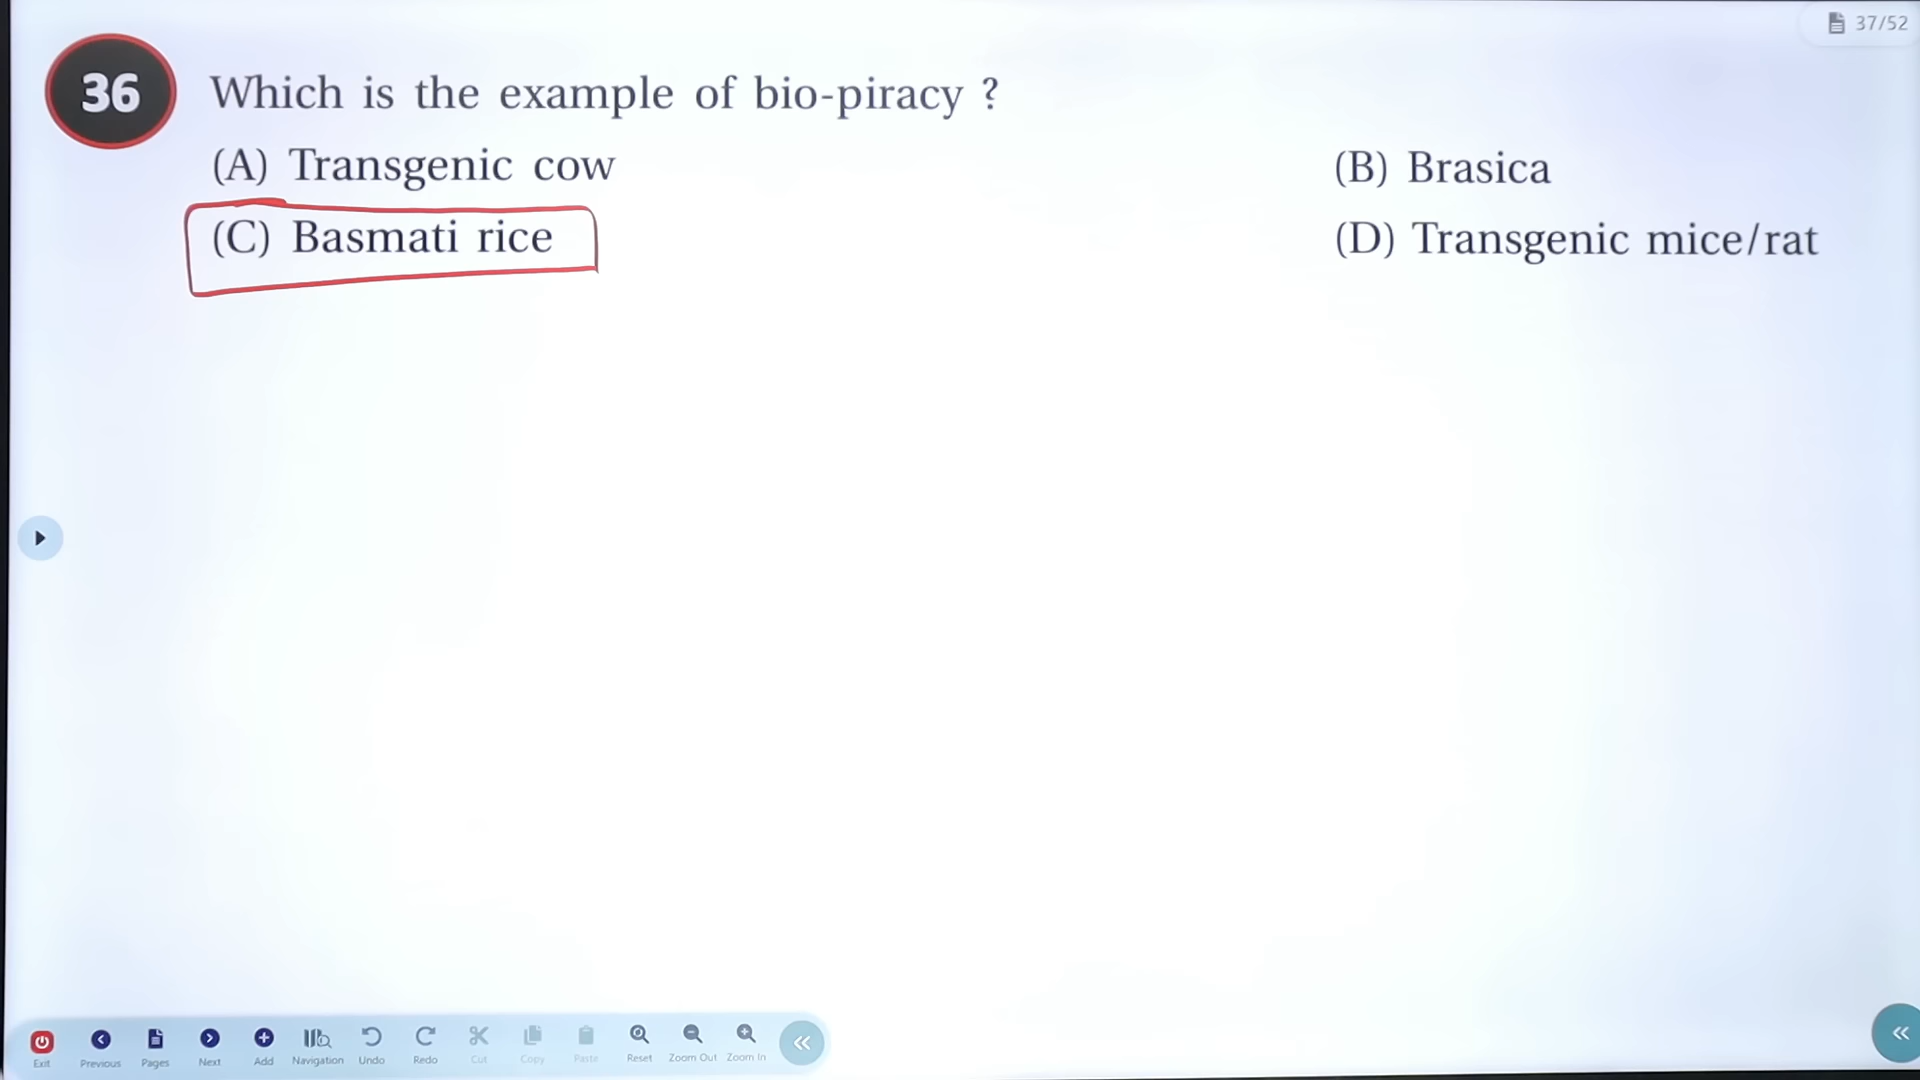 37/52
36 Which is the example of bio-piracy ?
(A) Transgenic cow (B) Brasica
(C) Basmati rice (D) Transgenic mice/rat
Exit Previous Pages Next Add Navigation Undo Redo Cut Copy Paste Reset Zoom Out Zoom In